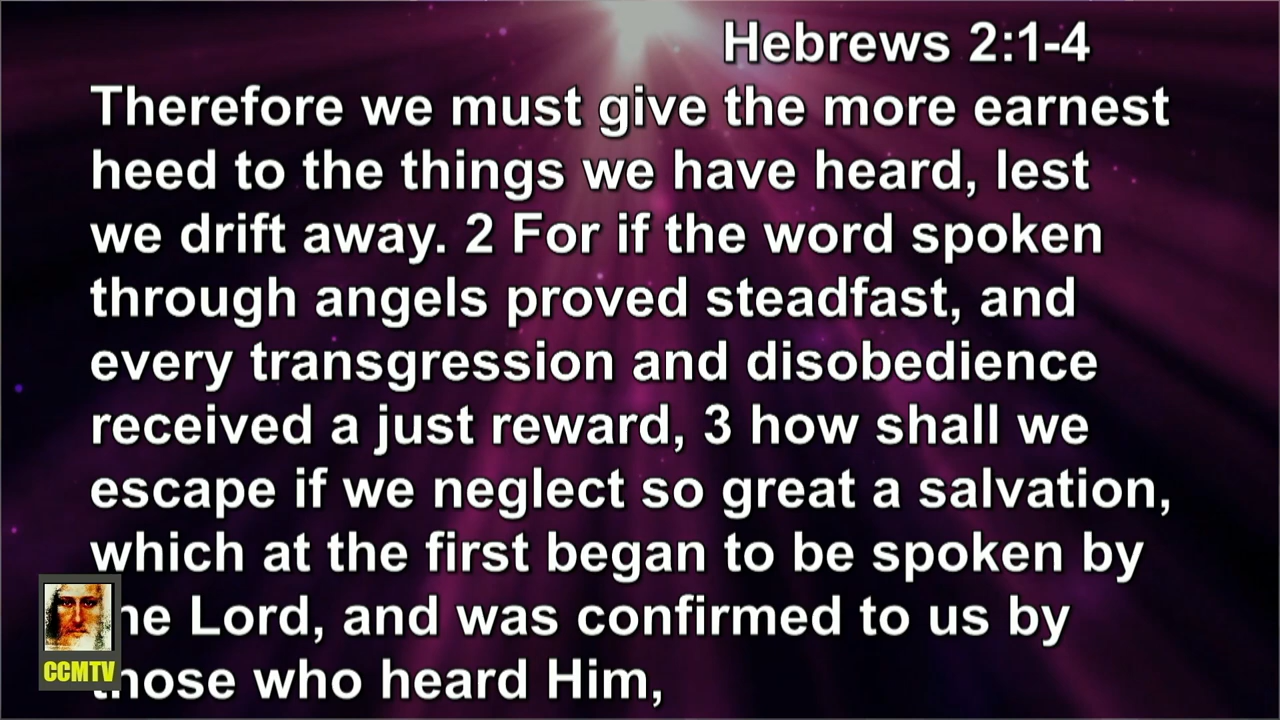 Hebrews 2:1-4
Therefore we must give the more earnest
heed to the things we have heard, lest
we drift away. 2 For if the word spoken
through angels proved steadfast, and
every transgression and disobedience
received a just reward, 3 how shall we
escape if we neglect so great a salvation,
which at the first began to be spoken by
the Lord, and was confirmed to us by
those who heard Him,
CCMTV